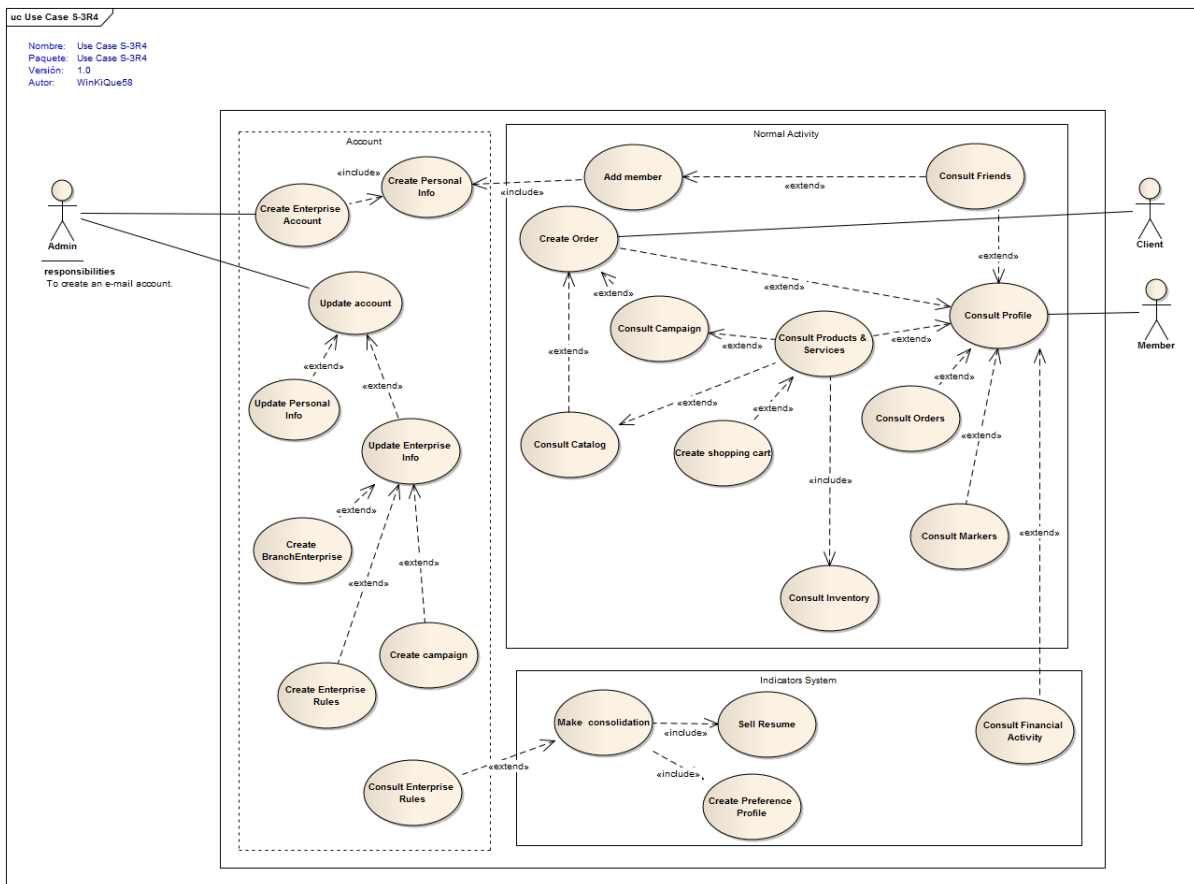 uc Use Case S-3R4
Nombre: Use Case S-3R4
Paquete: Use Case S-3R4
Versión: 1.0
Autor: WinKiQue58
Account
Normal Activity
Create Personal
Info
«include»
«include»
Add member
«extend»
Consult Friends
Create Enterprise
Account
Admin
responsibilities
To create an e-mail account.
Create Order
Client
«extend»
«extend»
«extend»
Update account
Consult Campaign
«extend»
Consult Products &
Services
«extend»
Consult Profile
Member
«extend»
«extend»
«extend»
«extend»
Update Personal
Info
«extend»
«extend»
Consult Orders
Update Enterprise
Info
Consult Catalog
Create shopping cart
«extend»
«include»
«extend»
Create
BranchEnterprise
Consult Markers
«extend»
«extend»
«extend»
Consult Inventory
Create campaign
Create Enterprise
Rules
Indicators System
Make consolidation
Sell Resume
«include»
Consult Financial
Activity
«extend»
«include»
Consult Enterprise
Rules
Create Preference
Profile